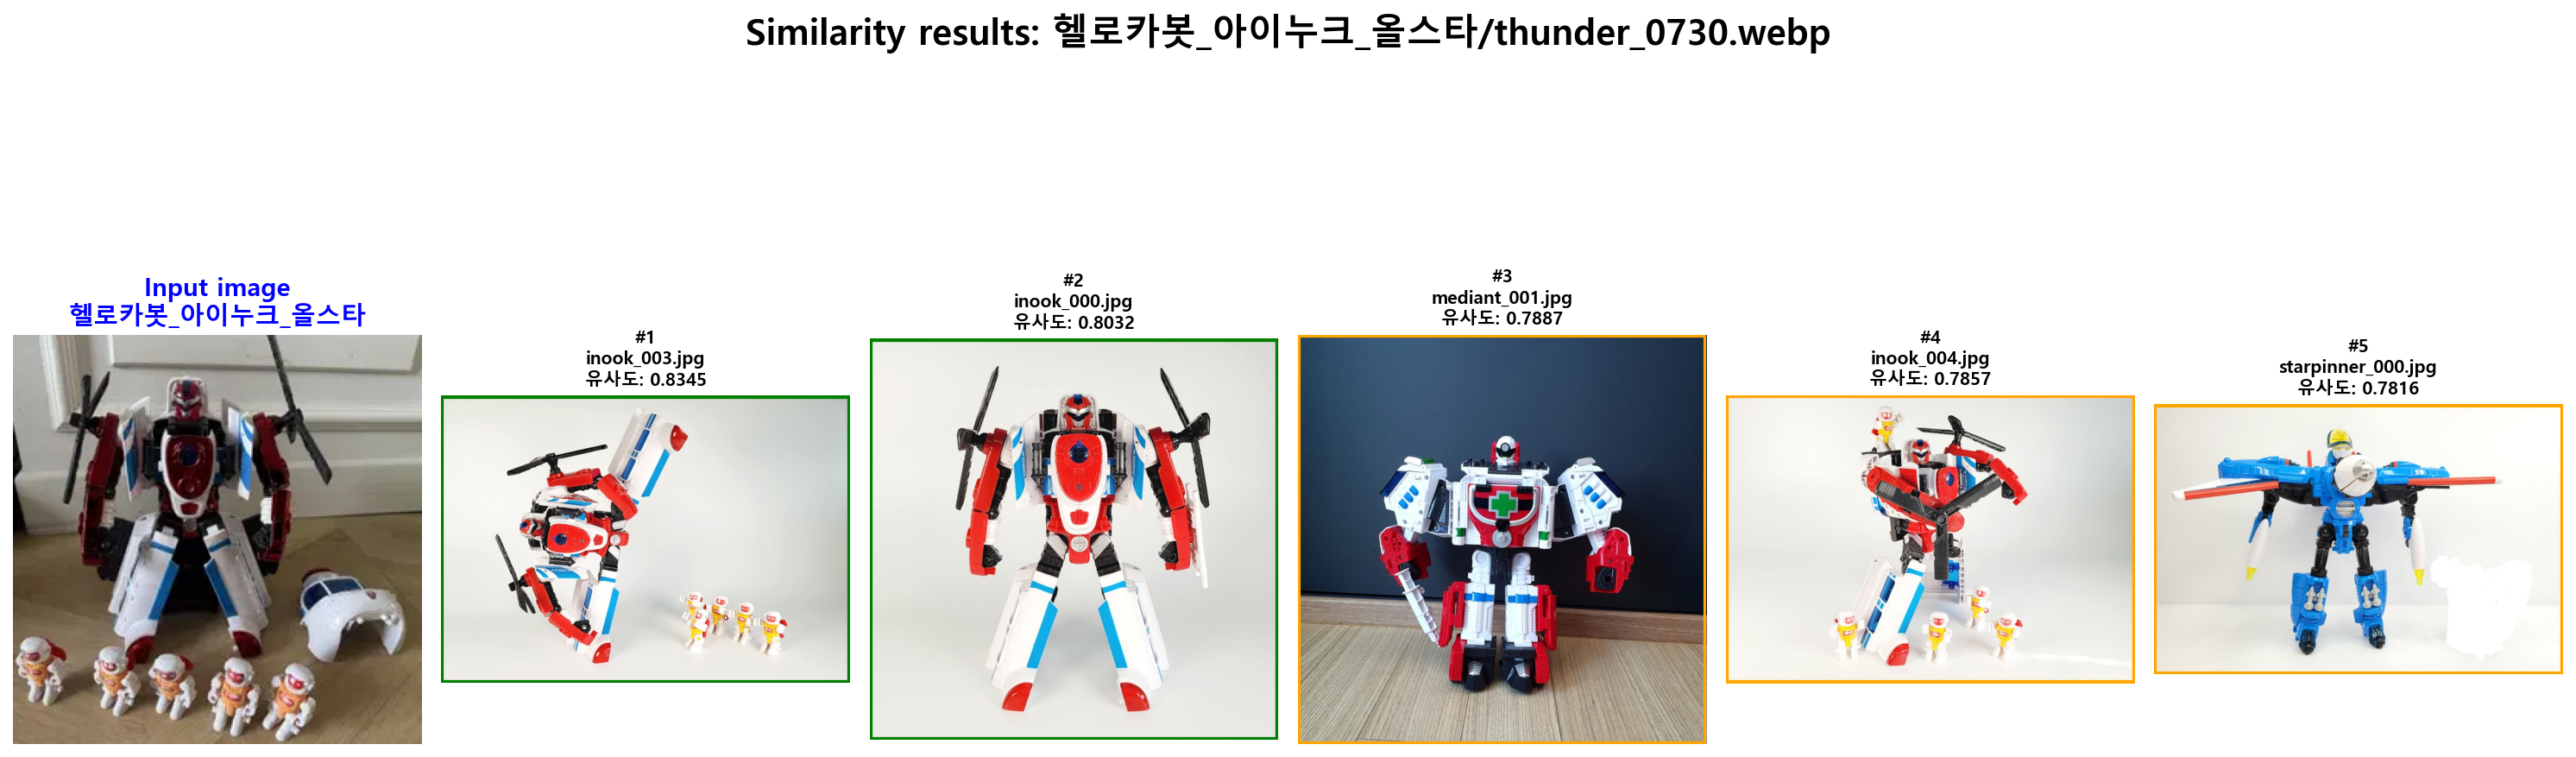 Similarity results: 헬로카봇_아이누크_올스타/thunder_0730.webp
Input image
헬로카봇_아이누크_올스타
#1
inook_003.jpg
유사도: 0.8345
#2
inook_000.jpg
유사도: 0.8032
#3
mediant_001.jpg
유사도: 0.7887
#4
inook_004.jpg
유사도: 0.7857
#5
starpinner_000.jpg
유사도: 0.7816